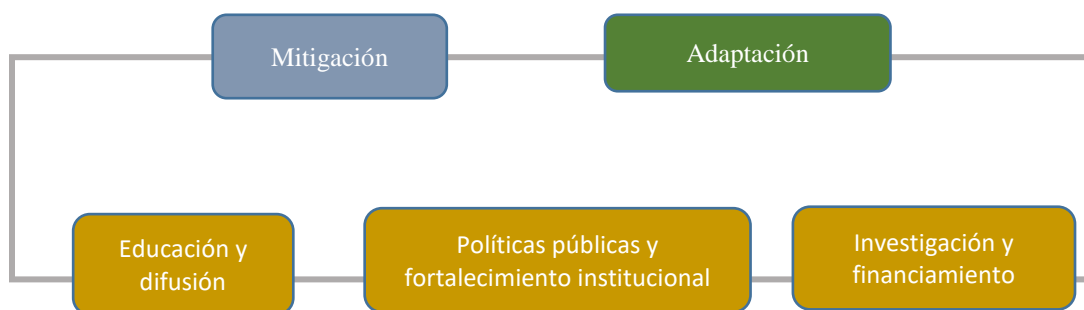 Mitigación
Adaptación
Educación y
difusión
Políticas públicas y
fortalecimiento institucional
Investigación y
financiamiento